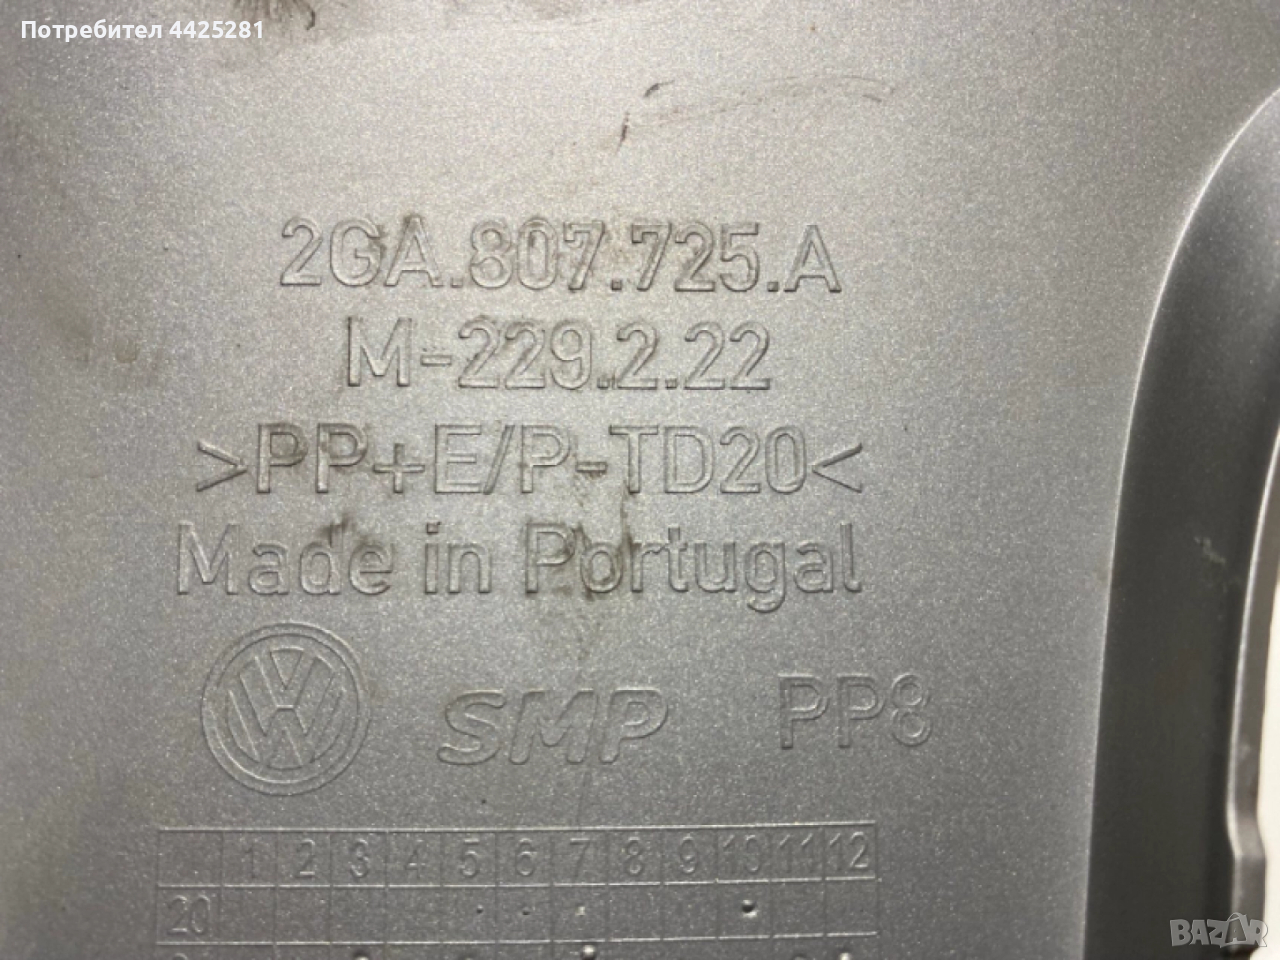 Потребител 4425281
2GA.807.725.A
M-229.2.22
>PP+E/P-TD20<
Made in Portugal
SMP PP8
1 2 3 4 5 6 7 8 9 10 11 12
20
BAZAR